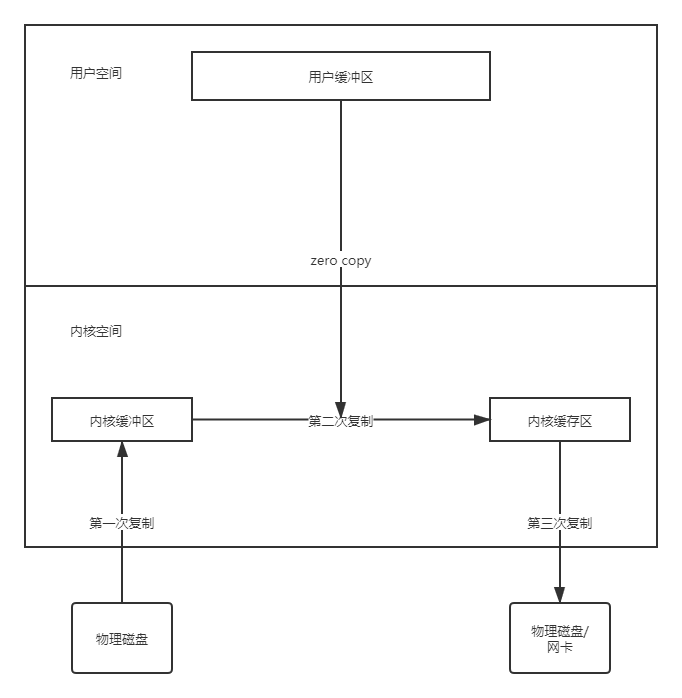 用户空间
用户缓冲区
zero copy
内核空间
内核缓冲区
第二次复制
内核缓存区
第一次复制
第三次复制
物理磁盘
物理磁盘/
网卡